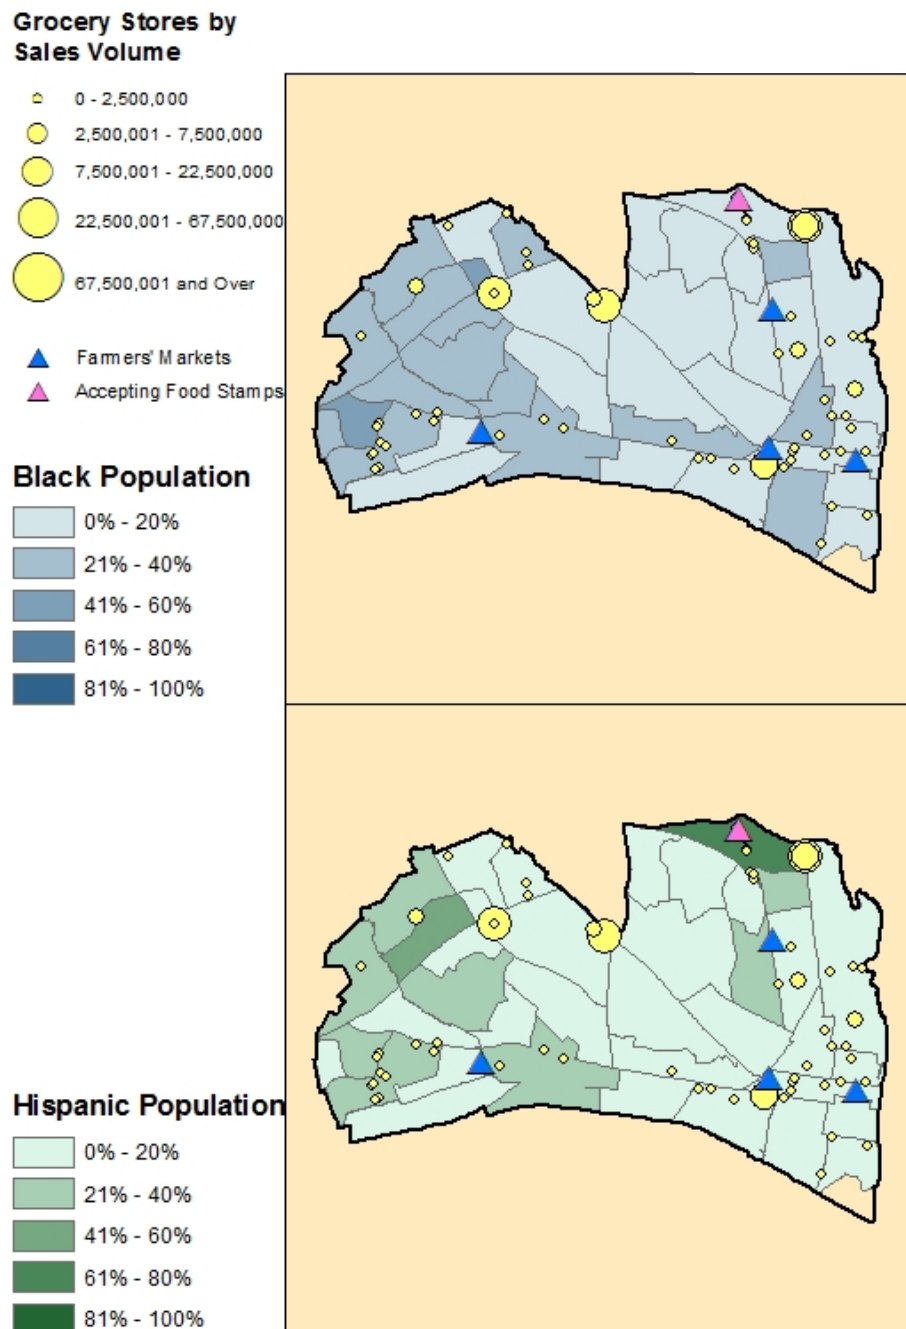 Grocery Stores by
Sales Volume
0 - 2,500,000
2,500,001 - 7,500,000
7,500,001 - 22,500,000
22,500,001 - 67,500,000
67,500,001 and Over
Farmers' Markets
Accepting Food Stamps
Black Population
0% - 20%
21% - 40%
41% - 60%
61% - 80%
81% - 100%
Hispanic Population
0% - 20%
21% - 40%
41% - 60%
61% - 80%
81% - 100%